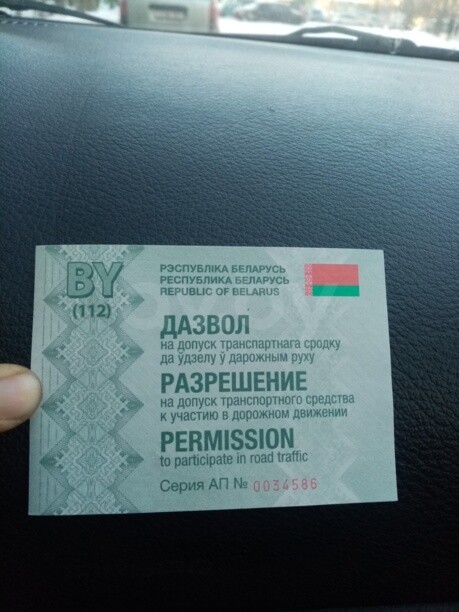 BY
(112)
РЭСПУБЛІКА БЕЛАРУСЬ
РЕСПУБЛИКА БЕЛАРУСЬ
REPUBLIC OF BELARUS
ДАЗВОЛ
на допуск транспартнага сродку
да ўдзелу ў дарожным руху
РАЗРЕШЕНИЕ
на допуск транспортного средства
к участию в дорожном движении
PERMISSION
to participate in road traffic
Серия АП № 0034586